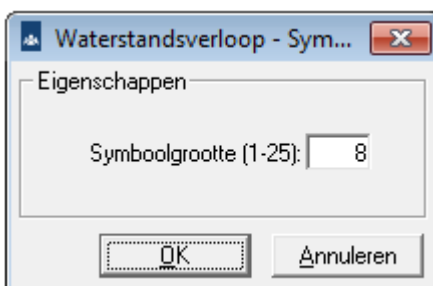 Waterstandsverloop - Sym...
Eigenschappen
Symboolgrootte (1-25): 8
OK Annuleren